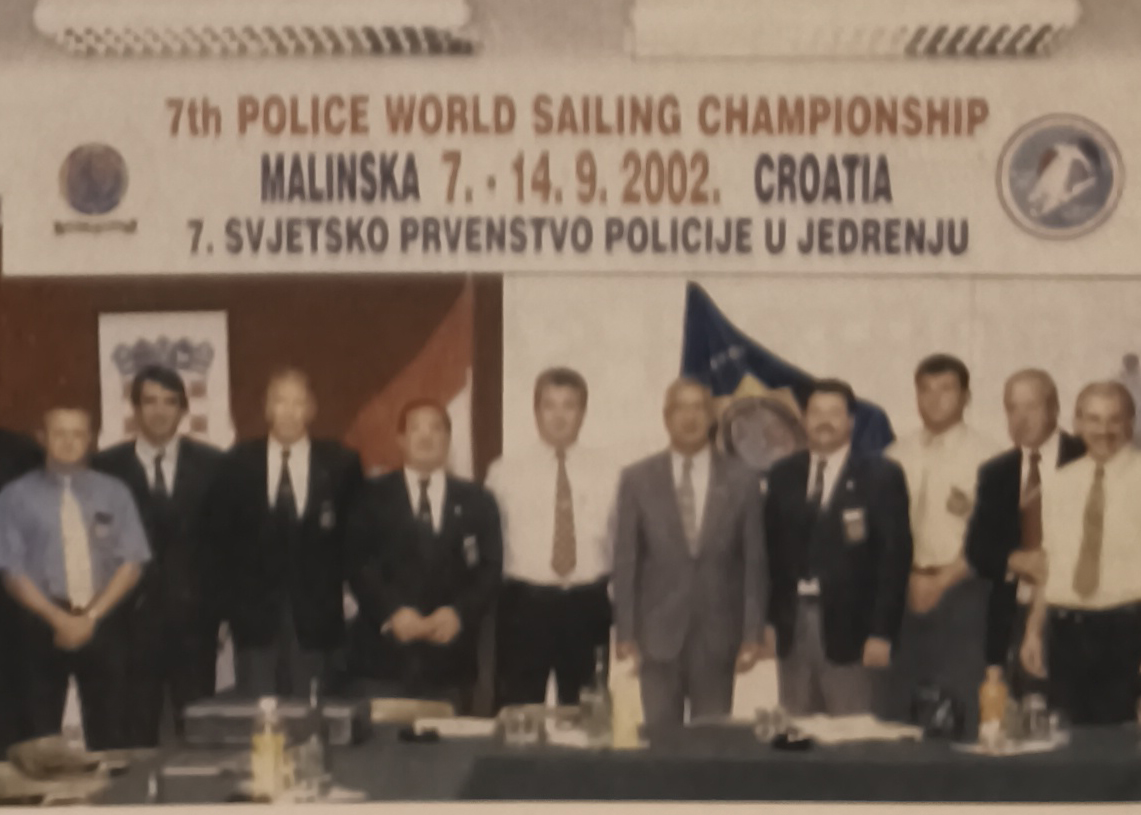 7th POLICE WORLD SAILING CHAMPIONSHIP
MALINSKA 7. - 14. 9. 2002. CROATIA
7. SVJETSKO PRVENSTVO POLICIJE U JEDRENJU